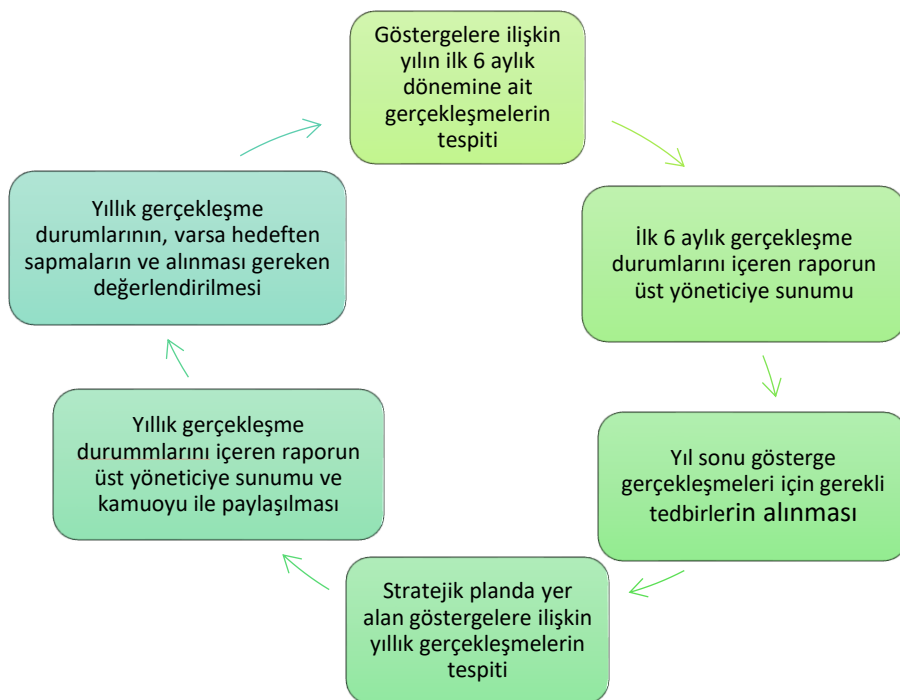 Göstergelere ilişkin
yılın ilk 6 aylık
dönemine ait
gerçekleşmelerin
tespiti
İlk 6 aylık gerçekleşme
durumlarını içeren raporun
üst yöneticiye sunumu
Yıl sonu gösterge
gerçekleşmeleri için gerekli
tedbirlerin alınması
Stratejik planda yer
alan göstergelere ilişkin
yıllık gerçekleşmelerin
tespiti
Yıllık gerçekleşme
durummlarını içeren raporun
üst yöneticiye sunumu ve
kamuoyu ile paylaşılması
Yıllık gerçekleşme
durumlarının, varsa hedeften
sapmaların ve alınması gereken
değerlendirilmesi